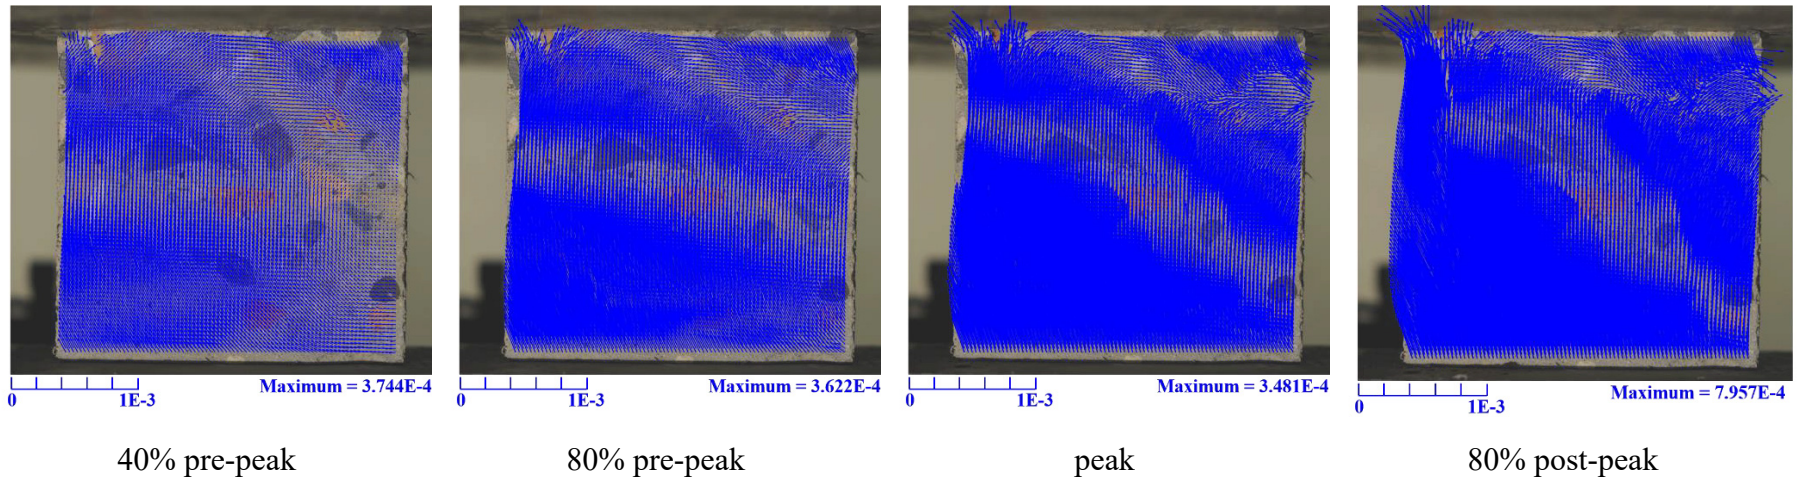 Maximum = 3.744E-4
0 1E-3
Maximum = 3.622E-4
0 1E-3
Maximum = 3.481E-4
0 1E-3
Maximum = 7.957E-4
0 1E-3
40% pre-peak
80% pre-peak
peak
80% post-peak